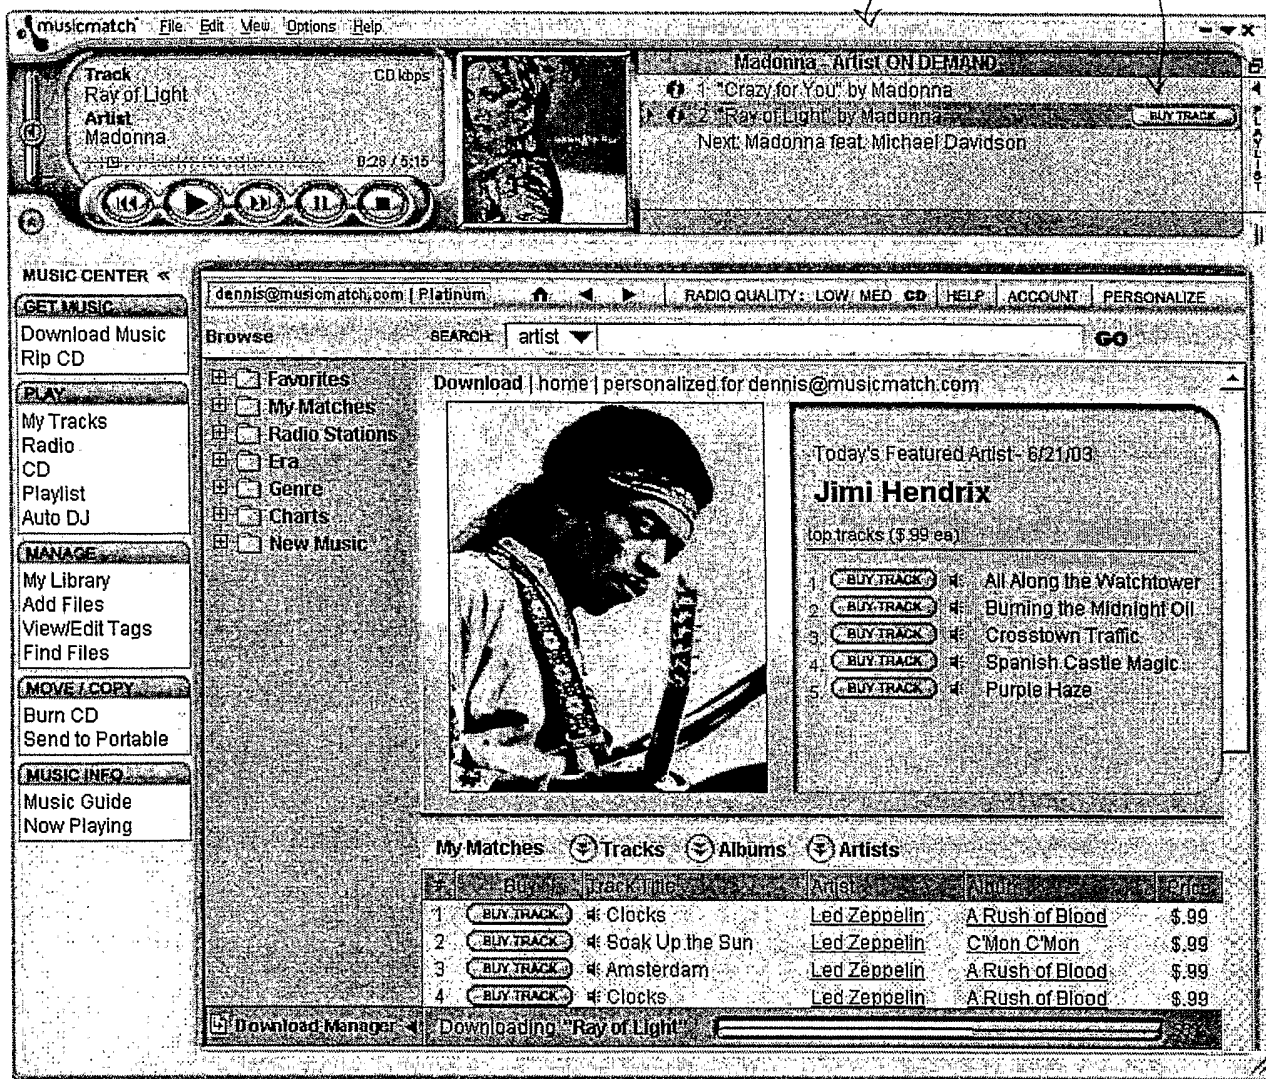 musicmatch File Edit View Options Help
Track CD kbps
Ray of Light
Artist
Madonna
0:28 / 5:15
Madonna - Artist ON DEMAND
1 "Crazy for You" by Madonna
2 "Ray of Light" by Madonna BUY TRACK
Next: Madonna feat. Michael Davidson
PLAYLIST
MUSIC CENTER «
GET MUSIC
Download Music
Rip CD
PLAY
My Tracks
Radio
CD
Playlist
Auto DJ
MANAGE
My Library
Add Files
View/Edit Tags
Find Files
MOVE / COPY
Burn CD
Send to Portable
MUSIC INFO
Music Guide
Now Playing
dennis@musicmatch.com | Platinum RADIO QUALITY: LOW MED CD | HELP | ACCOUNT | PERSONALIZE
Browse SEARCH: artist GO
Favorites
My Matches
Radio Stations
Era
Genre
Charts
New Music
Download | home | personalized for dennis@musicmatch.com
Today's Featured Artist - 6/21/03
Jimi Hendrix
top tracks ($.99 ea)
1 BUY TRACK All Along the Watchtower
2 BUY TRACK Burning the Midnight Oil
3 BUY TRACK Crosstown Traffic
4 BUY TRACK Spanish Castle Magic
5 BUY TRACK Purple Haze
My Matches Tracks Albums Artists
# Track Title Artist Album Price
1 BUY TRACK Clocks Led Zeppelin A Rush of Blood $.99
2 BUY TRACK Soak Up the Sun Led Zeppelin C'Mon C'Mon $.99
3 BUY TRACK Amsterdam Led Zeppelin A Rush of Blood $.99
4 BUY TRACK Clocks Led Zeppelin A Rush of Blood $.99
Download Manager Downloading "Ray of Light"